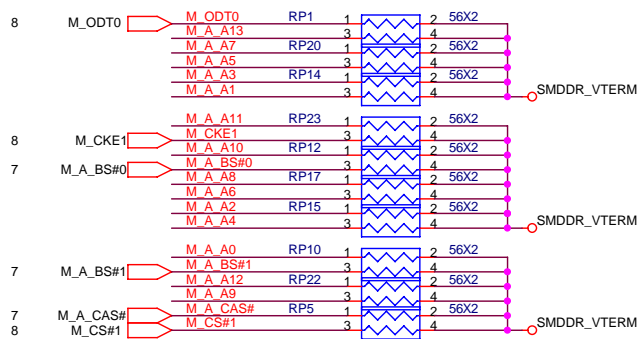 8 M_ODT0 M_ODT0 RP1 1 2 56X2
M_A_A13 3 4
M_A_A7 RP20 1 2 56X2
M_A_A5 3 4
M_A_A3 RP14 1 2 56X2
M_A_A1 3 4 SMDDR_VTERM
M_A_A11 RP23 1 2 56X2
8 M_CKE1 M_CKE1 3 4
M_A_A10 RP12 1 2 56X2
7 M_A_BS#0 M_A_BS#0 3 4
M_A_A8 RP17 1 2 56X2
M_A_A6 3 4
M_A_A2 RP15 1 2 56X2
M_A_A4 3 4 SMDDR_VTERM
M_A_A0 RP10 1 2 56X2
7 M_A_BS#1 M_A_BS#1 3 4
M_A_A12 RP22 1 2 56X2
M_A_A9 3 4
7 M_A_CAS# M_A_CAS# RP5 1 2 56X2
8 M_CS#1 M_CS#1 3 4 SMDDR_VTERM